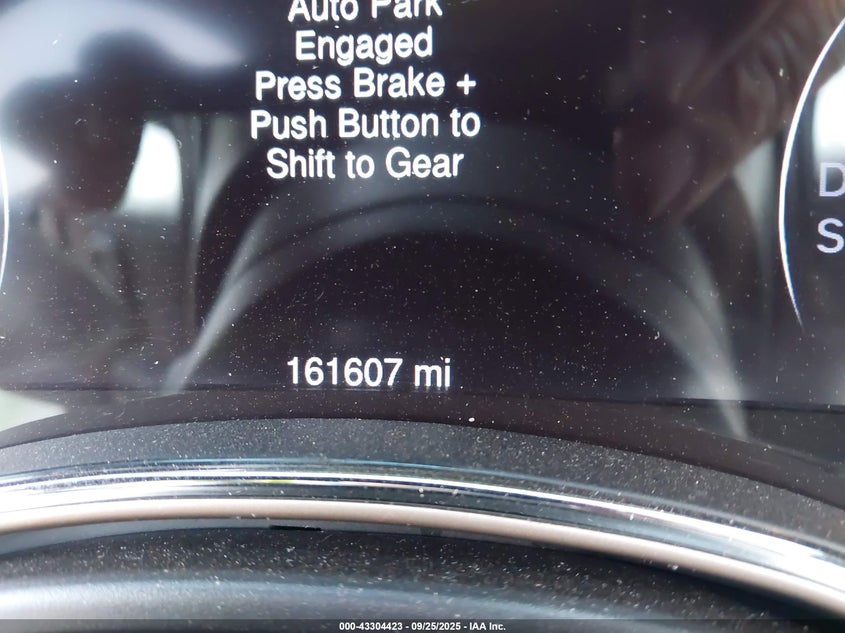 Auto Park
Engaged
Press Brake +
Push Button to
Shift to Gear
D
S
161607 mi
000-43304423 - 09/25/2025 - IAA Inc.